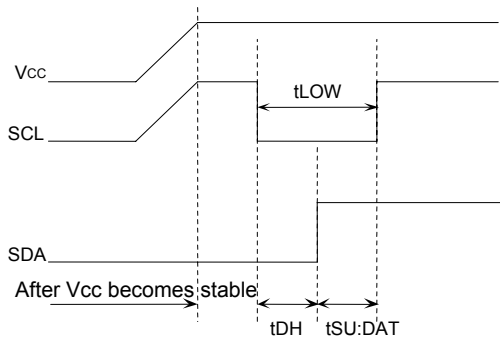 VCC
tLOW
SCL
SDA
After Vcc becomes stable
tDH
tSU:DAT